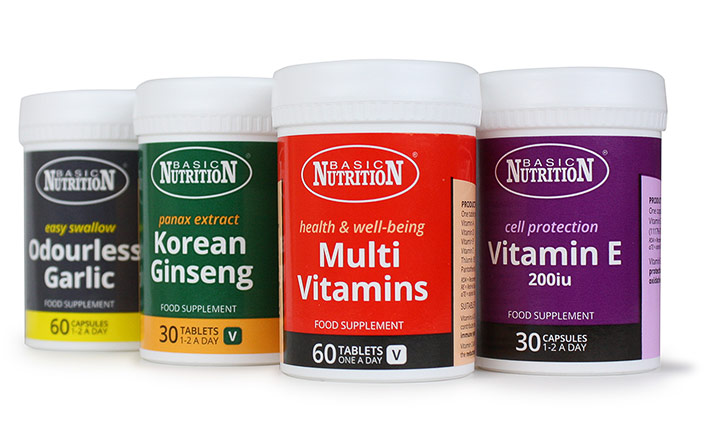 BASIC
NUTRITION
easy swallow
Odourless
Garlic
FOOD SUPPLEMENT
60 CAPSULES
1-2 A DAY
BASIC
NUTRITION
®
panax extract
Korean
Ginseng
FOOD SUPPLEMENT
30 TABLETS
1-2 A DAY
V
BASIC
NUTRITION
®
health & well-being
Multi
Vitamins
FOOD SUPPLEMENT
60 TABLETS
ONE A DAY
V
BASIC
NUTRITION
®
cell protection
Vitamin E
200iu
FOOD SUPPLEMENT
30 CAPSULES
1-2 A DAY